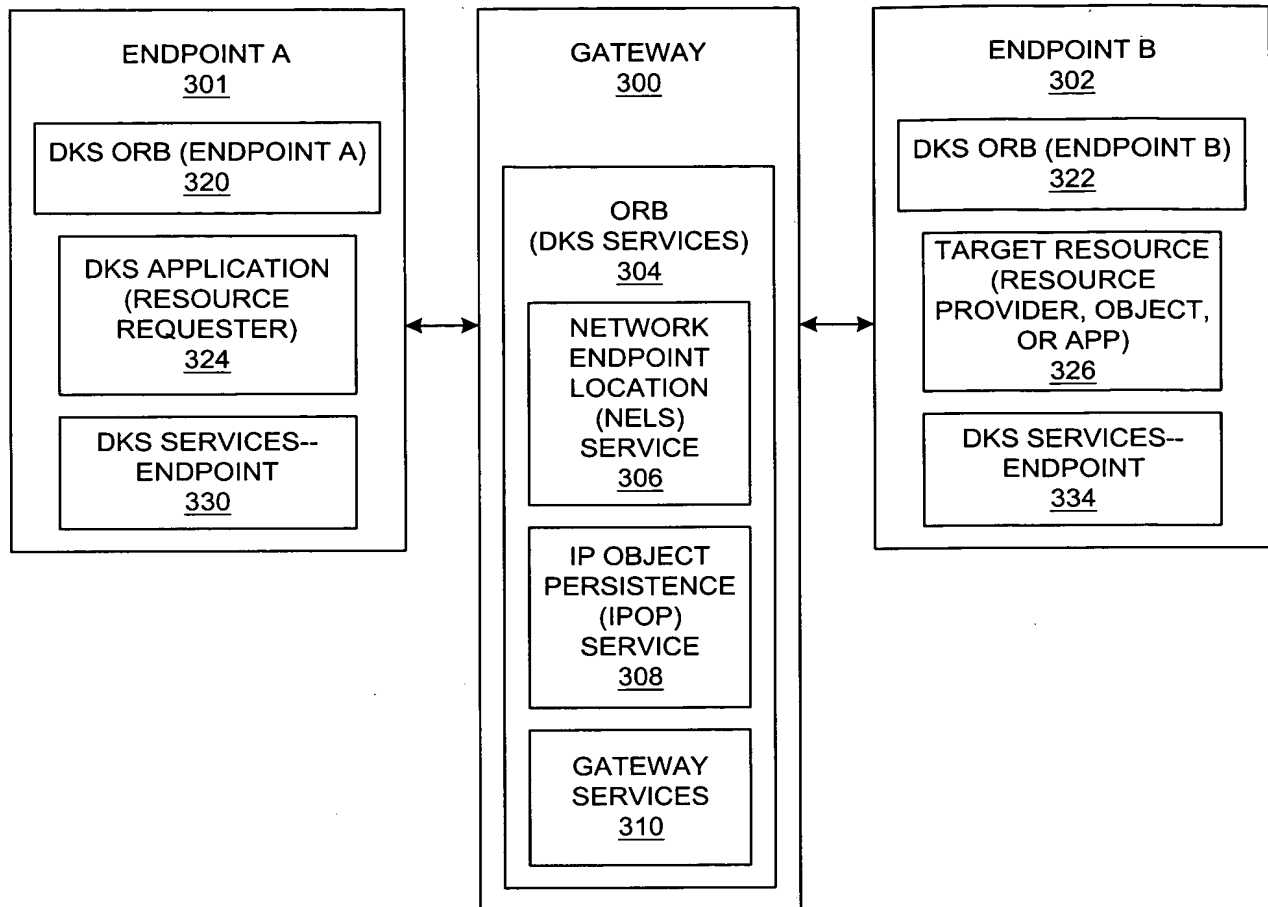 ENDPOINT A
301
DKS ORB (ENDPOINT A)
320
DKS APPLICATION
(RESOURCE
REQUESTER)
324
DKS SERVICES--
ENDPOINT
330
GATEWAY
300
ORB
(DKS SERVICES)
304
NETWORK
ENDPOINT
LOCATION
(NELS)
SERVICE
306
IP OBJECT
PERSISTENCE
(IPOP)
SERVICE
308
GATEWAY
SERVICES
310
ENDPOINT B
302
DKS ORB (ENDPOINT B)
322
TARGET RESOURCE
(RESOURCE
PROVIDER, OBJECT,
OR APP)
326
DKS SERVICES--
ENDPOINT
334